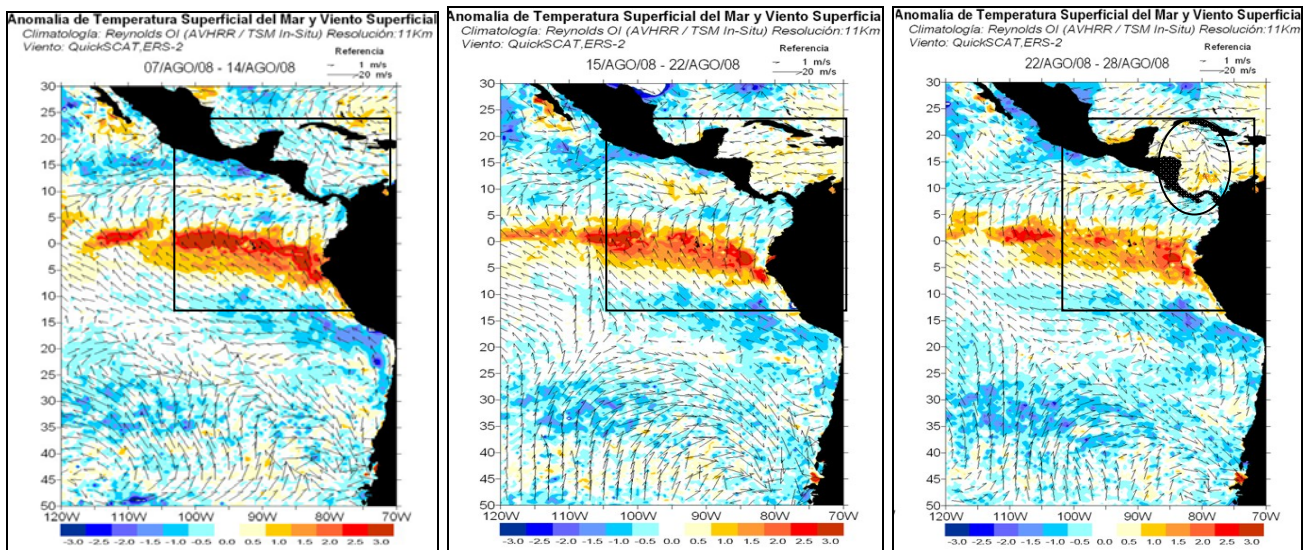 Anomalia de Temperatura Superficial del Mar y Viento Superficial
Climatología: Reynolds OI (AVHRR / TSM In-Situ) Resolución:11Km
Viento: QuickSCAT,ERS-2
Referencia
1 m/s
20 m/s
07/AGO/08 - 14/AGO/08
30
25
20
15
10
5
0
5
10
15
20
25
30
35
40
45
50
120W 110W 100W 90W 80W 70W
-3.0 -2.5 -2.0 -1.5 -1.0 -0.5 0.0 0.5 1.0 1.5 2.0 2.5 3.0
Anomalia de Temperatura Superficial del Mar y Viento Superficial
Climatología: Reynolds OI (AVHRR / TSM In-Situ) Resolución:11Km
Viento: QuickSCAT,ERS-2
Referencia
1 m/s
20 m/s
15/AGO/08 - 22/AGO/08
30
25
20
15
10
5
0
5
10
15
20
25
30
35
40
45
50
120W 110W 100W 90W 80W 70W
-3.0 -2.5 -2.0 -1.5 -1.0 -0.5 0.0 0.5 1.0 1.5 2.0 2.5 3.0
Anomalia de Temperatura Superficial del Mar y Viento Superficial
Climatología: Reynolds OI (AVHRR / TSM In-Situ) Resolución:11Km
Viento: QuickSCAT,ERS-2
Referencia
1 m/s
20 m/s
22/AGO/08 - 28/AGO/08
30
25
20
15
10
5
0
5
10
15
20
25
30
35
40
45
50
120W 110W 100W 90W 80W 70W
-3.0 -2.5 -2.0 -1.5 -1.0 -0.5 0.0 0.5 1.0 1.5 2.0 2.5 3.0